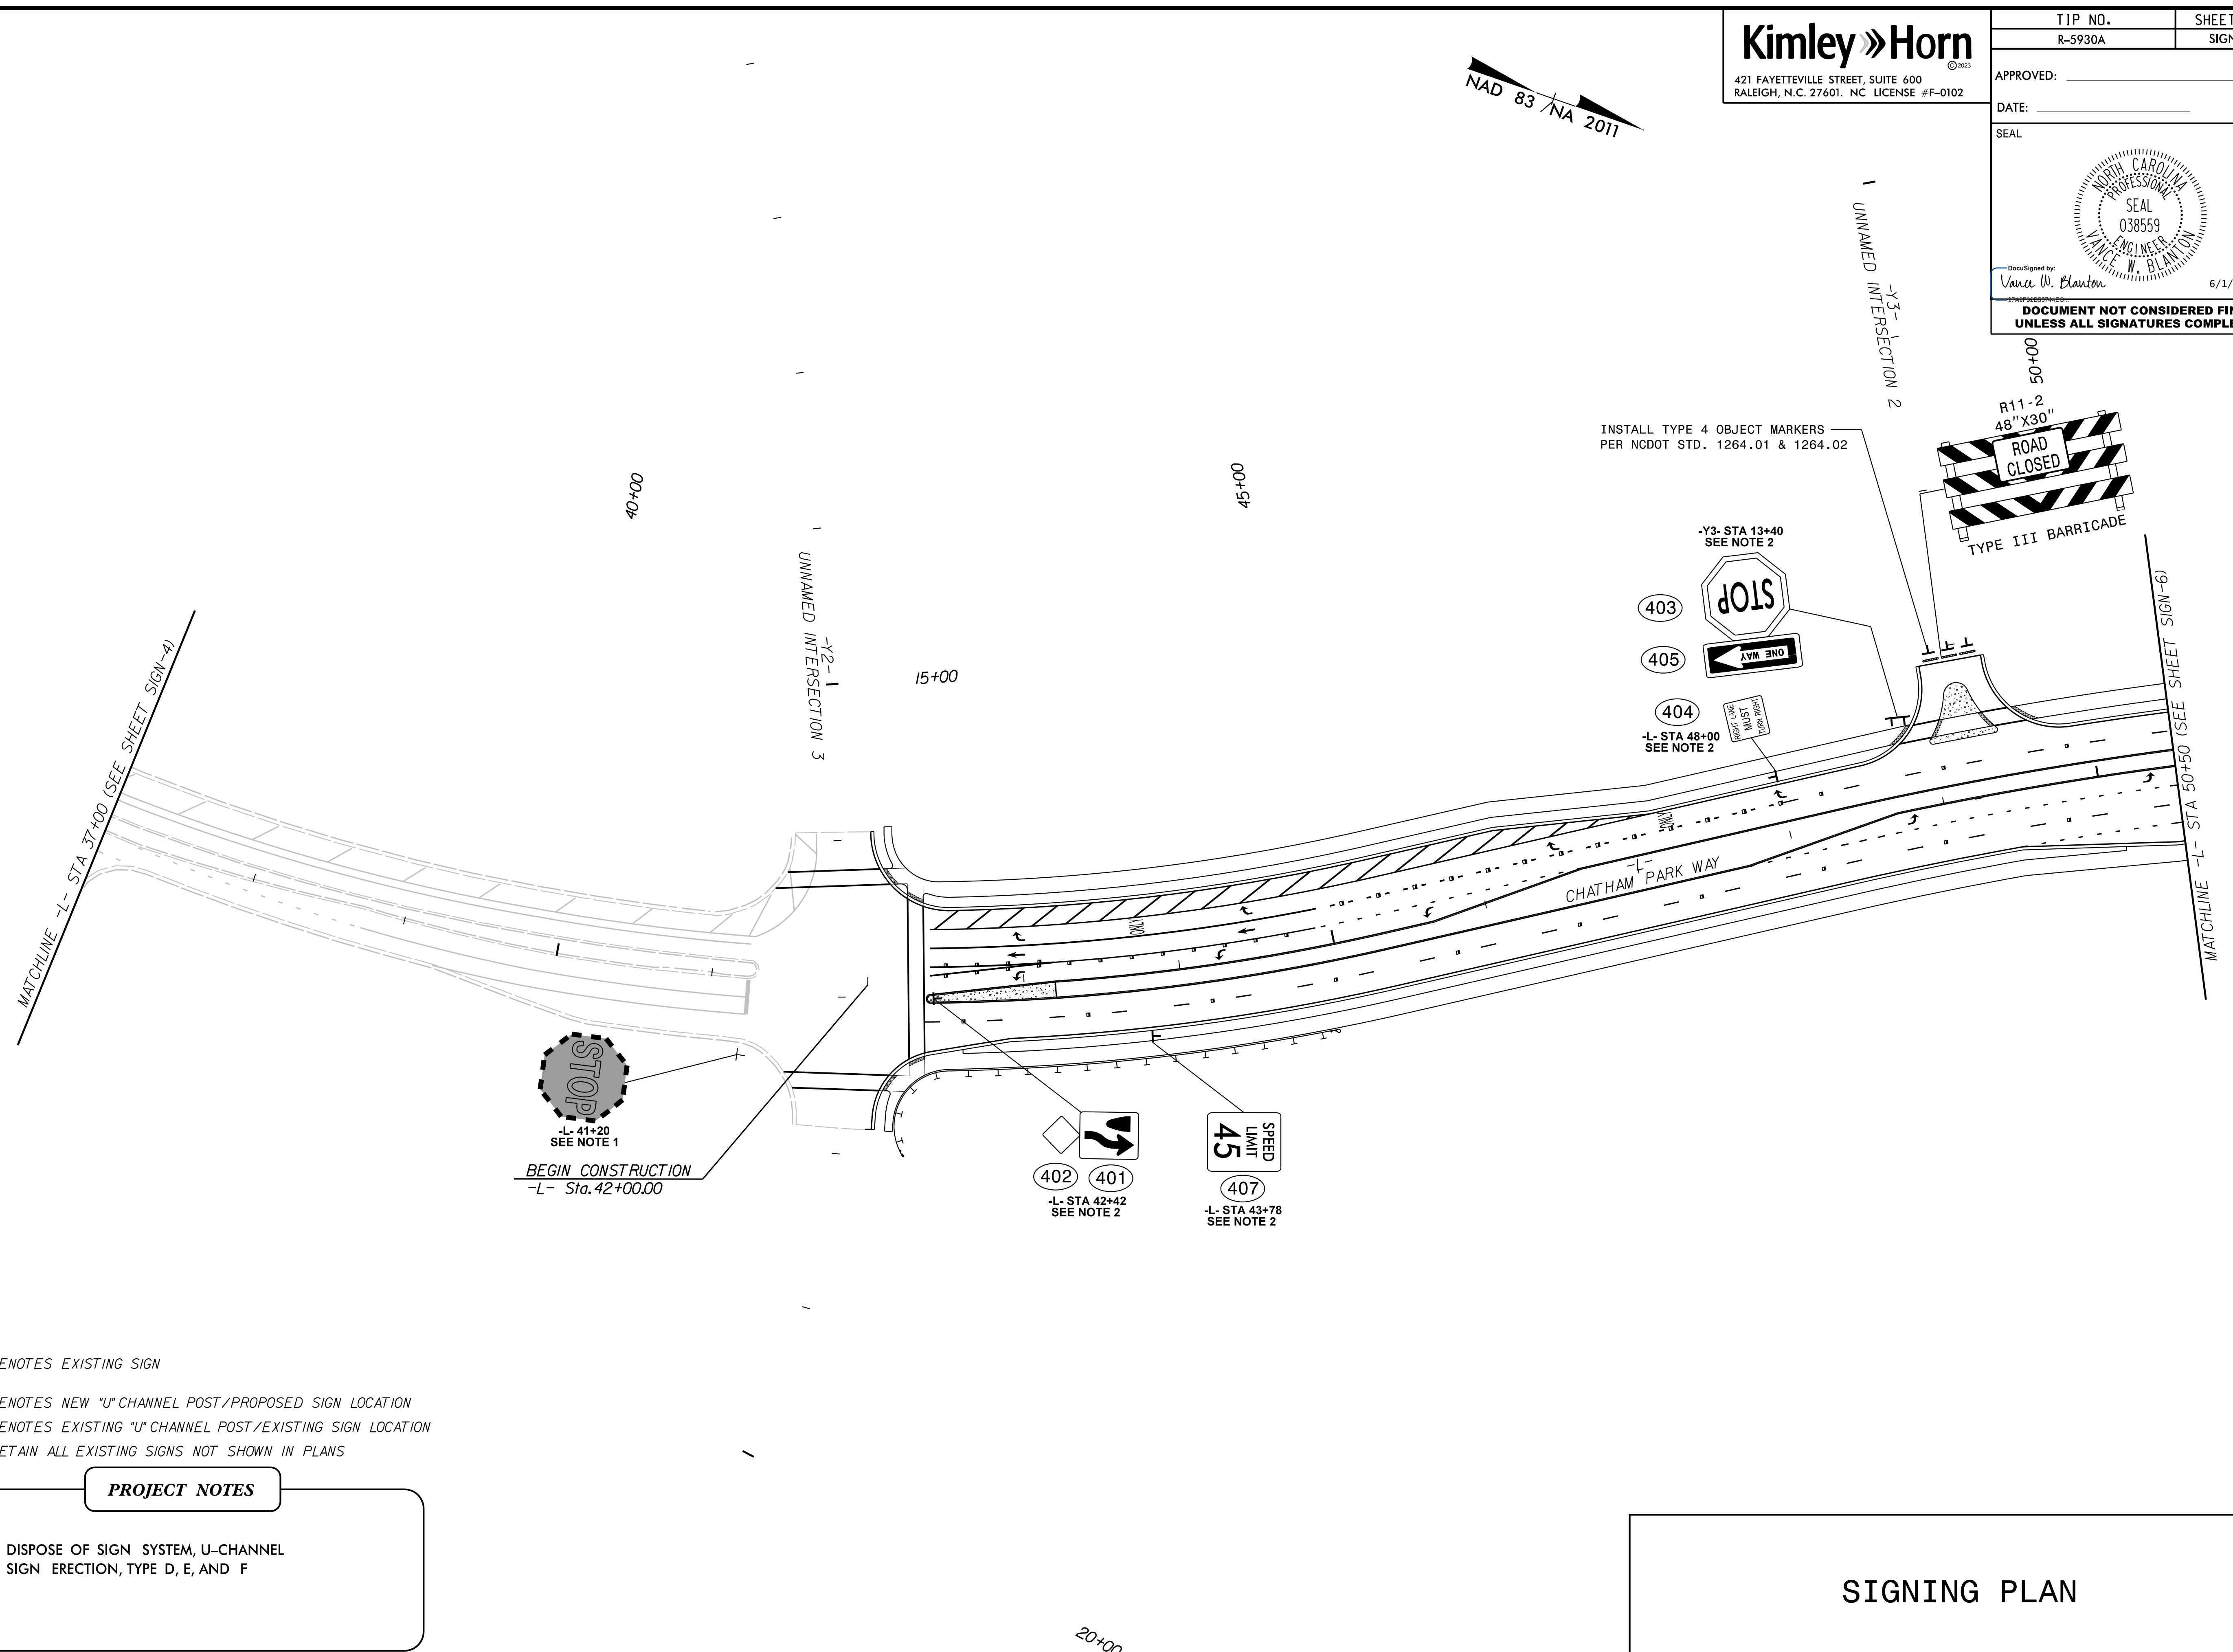 Kimley»Horn
©2023
421 FAYETTEVILLE STREET, SUITE 600
RALEIGH, N.C. 27601. NC LICENSE #F–0102
TIP NO.
SHEET
R–5930A
SIGN
APPROVED:
DATE:
SEAL
NORTH CAROLINA
PROFESSIONAL
SEAL
038559
ENGINEER
VANCE W. BLANTON
DocuSigned by:
Vance W. Blanton
6/1/
DOCUMENT NOT CONSIDERED FIN
UNLESS ALL SIGNATURES COMPLE
NAD 83 /NA 2011
-Y3-
UNNAMED INTERSECTION 2
50+00
R11-2
48"X30"
ROAD
CLOSED
TYPE III BARRICADE
INSTALL TYPE 4 OBJECT MARKERS
PER NCDOT STD. 1264.01 & 1264.02
40+00
45+00
-Y3- STA 13+40
SEE NOTE 2
STOP
403
405
ONE WAY
404
RIGHT LANE
MUST
TURN RIGHT
-L- STA 48+00
SEE NOTE 2
-Y2-
UNNAMED INTERSECTION 3
15+00
MATCHLINE -L- STA 37+00 (SEE SHEET SIGN-4)
MATCHLINE -L- STA 50+50 (SEE SHEET SIGN-6)
ONLY
ONLY
-L-
CHATHAM PARK WAY
STOP
-L- 41+20
SEE NOTE 1
BEGIN CONSTRUCTION
-L- Sta.42+00.00
402
401
-L- STA 42+42
SEE NOTE 2
SPEED
LIMIT
45
407
-L- STA 43+78
SEE NOTE 2
ENOTES EXISTING SIGN
ENOTES NEW "U" CHANNEL POST/PROPOSED SIGN LOCATION
ENOTES EXISTING "U" CHANNEL POST/EXISTING SIGN LOCATION
ETAIN ALL EXISTING SIGNS NOT SHOWN IN PLANS
PROJECT NOTES
DISPOSE OF SIGN SYSTEM, U–CHANNEL
SIGN ERECTION, TYPE D, E, AND F
20+00
SIGNING PLAN